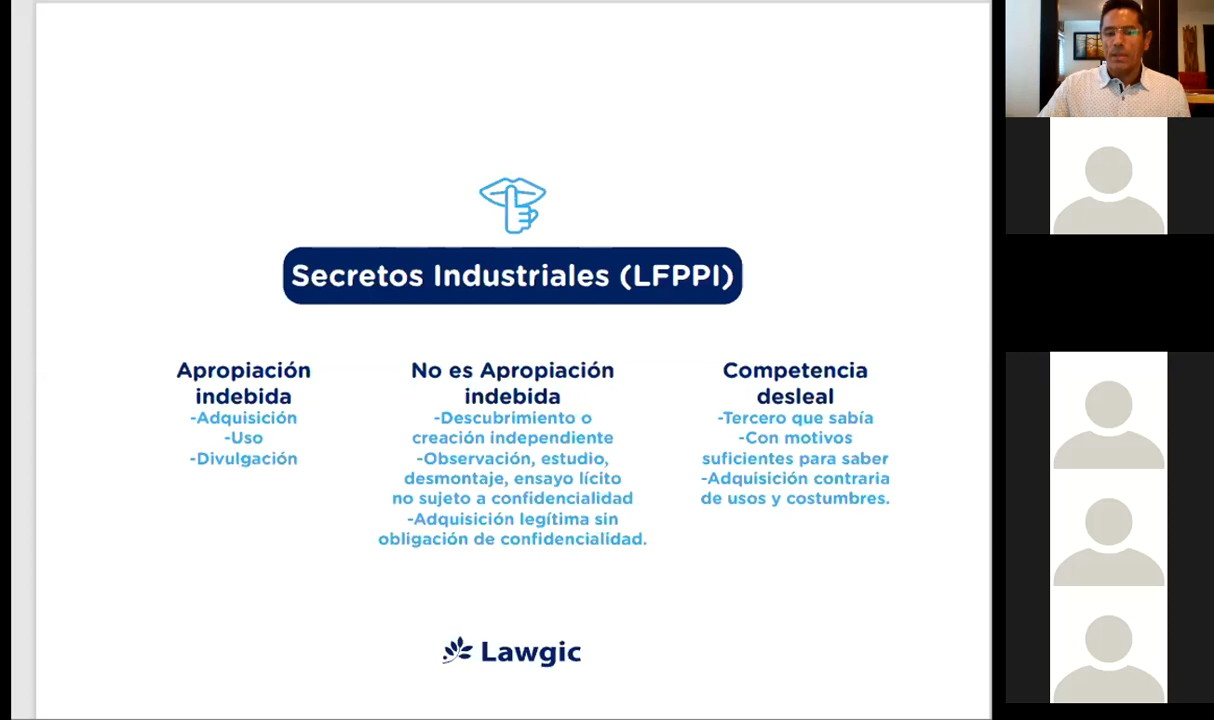 Secretos Industriales (LFPPI)
Apropiación
indebida
-Adquisición
-Uso
-Divulgación
No es Apropiación
indebida
-Descubrimiento o
creación independiente
-Observación, estudio,
desmontaje, ensayo lícito
no sujeto a confidencialidad
-Adquisición legítima sin
obligación de confidencialidad.
Competencia
desleal
-Tercero que sabía
-Con motivos
suficientes para saber
-Adquisición contraria
de usos y costumbres.
Lawgic